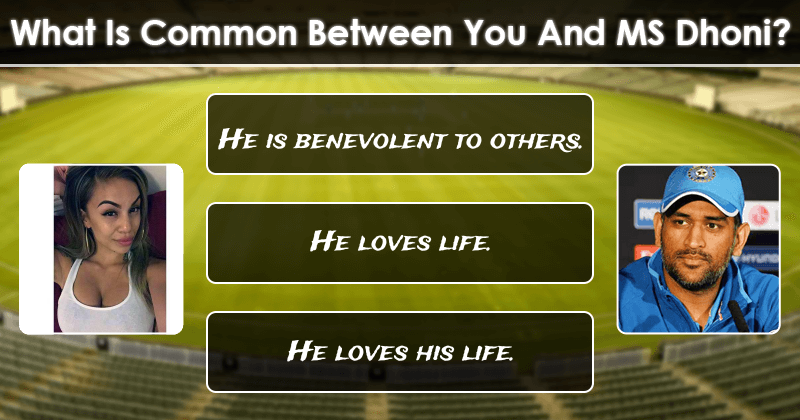 What Is Common Between You And MS Dhoni?
He is benevolent to others.
He loves life.
He loves his life.
HYUND